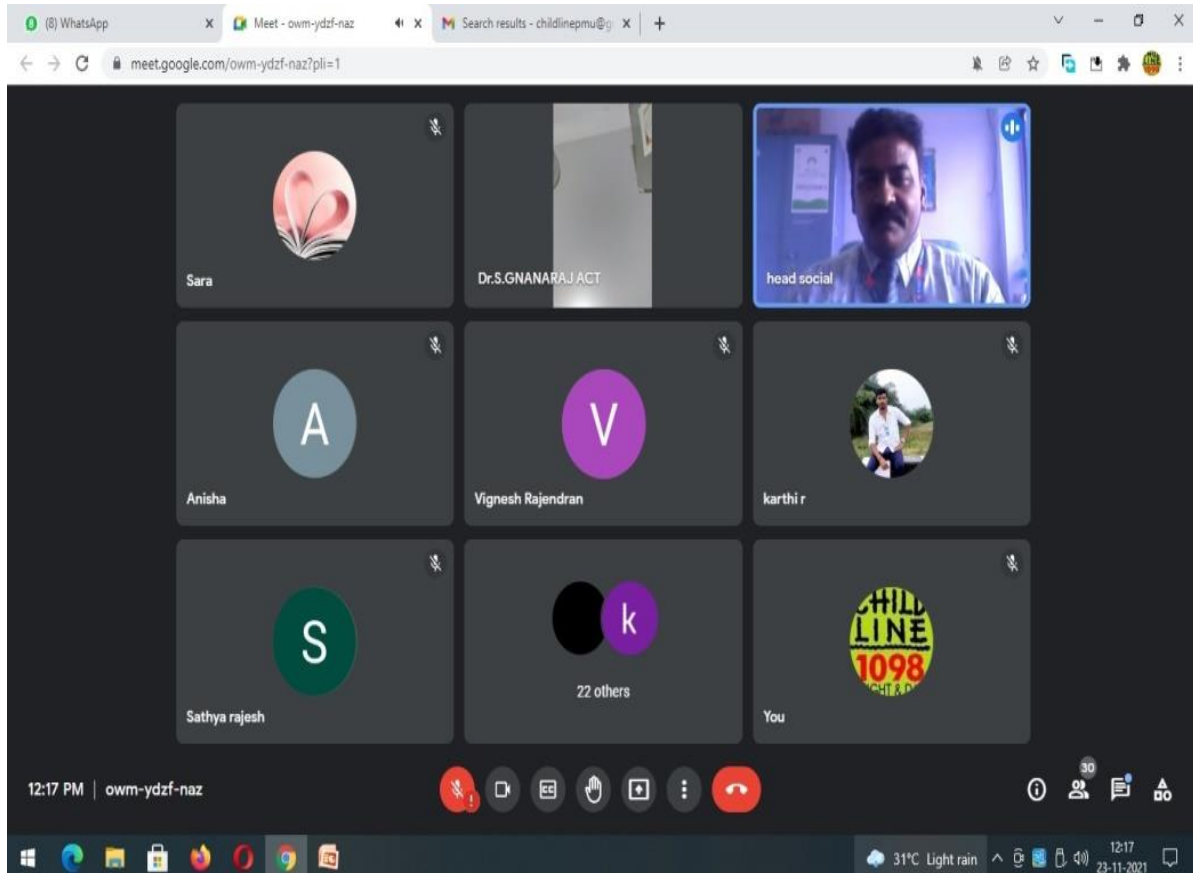 (8) WhatsApp
Meet - owm-ydzf-naz
Search results - childlinepmu@g
meet.google.com/owm-ydzf-naz?pli=1
Sara
Dr.S.GNANARAJ ACT
head social
A
Anisha
V
Vignesh Rajendran
karthi r
S
Sathya rajesh
k
22 others
CHILD
LINE
1098
You
12:17 PM | owm-ydzf-naz
CC
30
31°C Light rain
12:17
23-11-2021